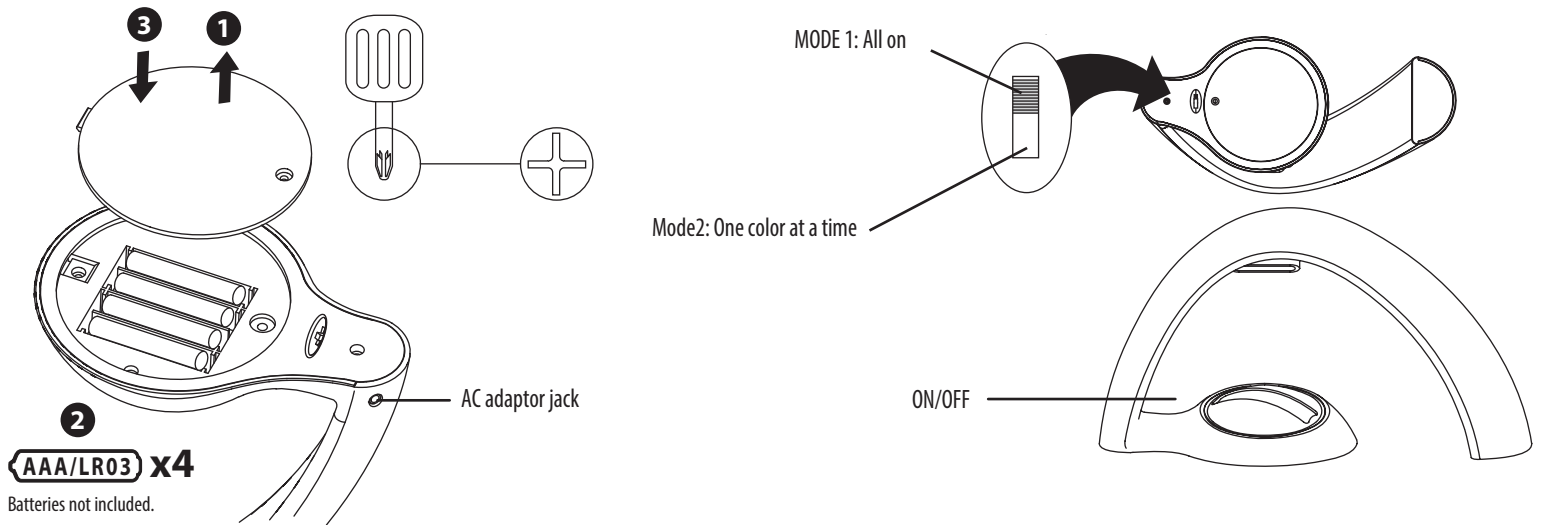 3
1
AC adaptor jack
2
AAA/LR03 x4
Batteries not included.
MODE 1: All on
Mode2: One color at a time
ON/OFF